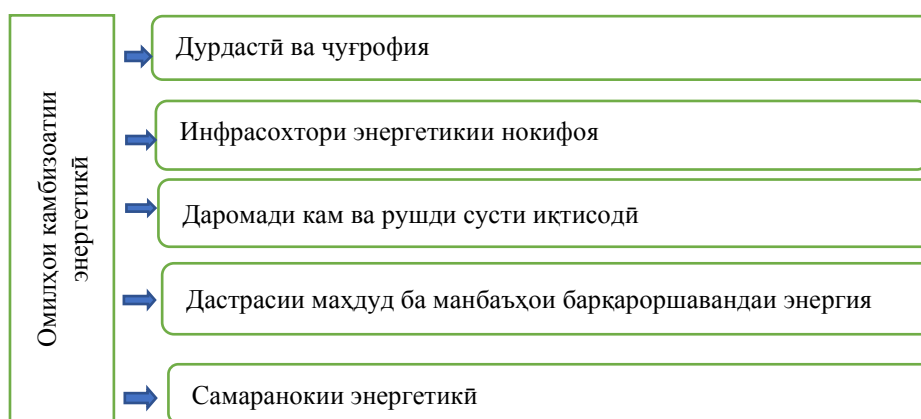 Омилҳои камбизоатии
энергетикӣ
Дурдастӣ ва ҷуғрофия
Инфрасохтори энергетикии нокифоя
Даромади кам ва рушди сусти иқтисодӣ
Дастрасии маҳдуд ба манбаъҳои барқароршавандаи энергия
Самаранокии энергетикӣ